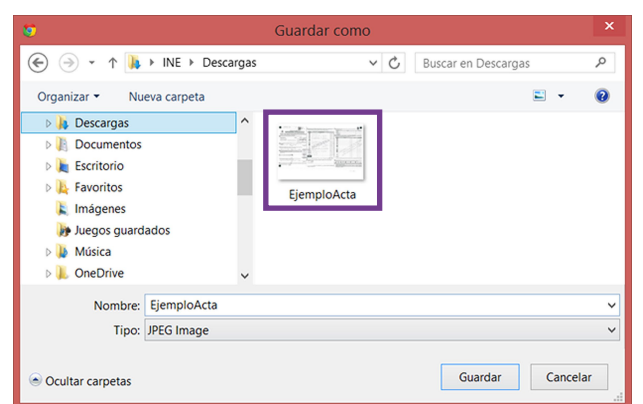 Guardar como
INE Descargas
Buscar en Descargas
Organizar
Nueva carpeta
Descargas
Documentos
Escritorio
Favoritos
Imágenes
Juegos guardados
Música
OneDrive
EjemploActa
Nombre: EjemploActa
Tipo: JPEG Image
Ocultar carpetas
Guardar
Cancelar